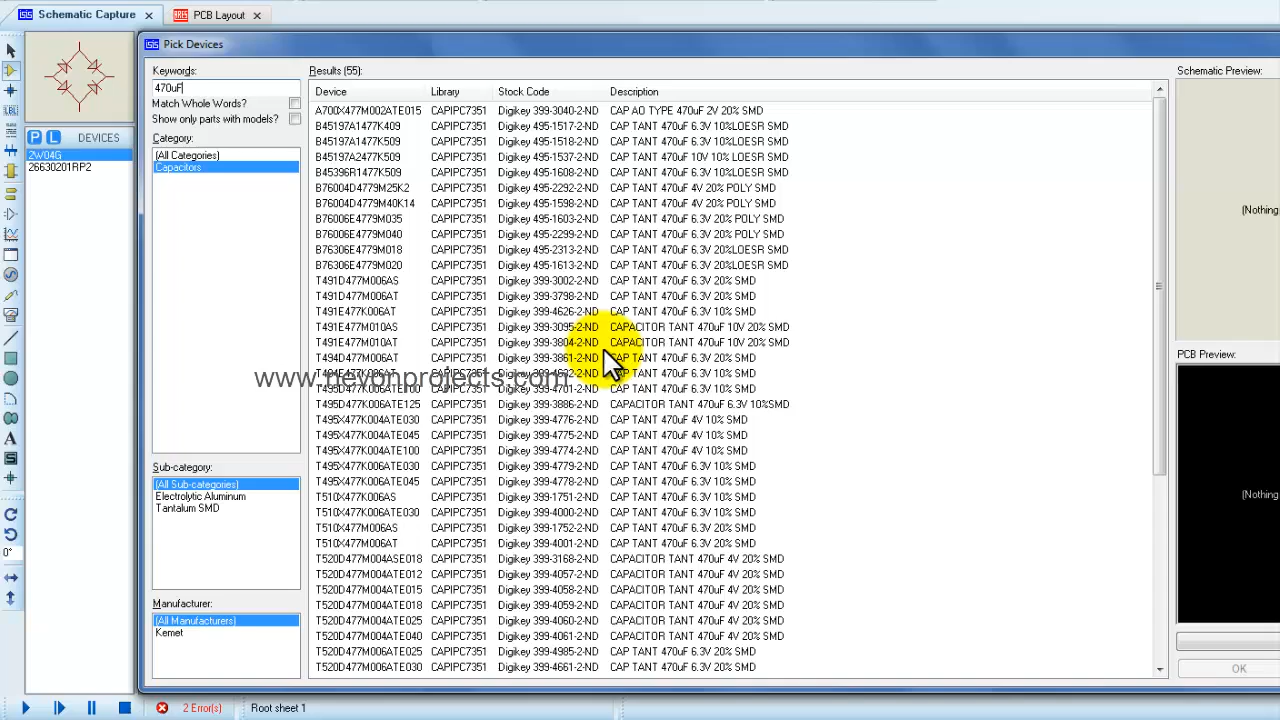 Schematic Capture
PCB Layout
Pick Devices
Keywords:
470uF
Match Whole Words?
Show only parts with models?
Category:
(All Categories)
Capacitors
Sub-category:
(All Sub-categories)
Electrolytic Aluminum
Tantalum SMD
Manufacturer:
(All Manufacturers)
Kemet
P L DEVICES
2W04G
26630201RP2
Results (55):
Device Library Stock Code Description
A700X477M002ATE015 CAPIPC7351 Digikey 399-3040-2-ND CAP AO TYPE 470uF 2V 20% SMD
B45197A1477K409 CAPIPC7351 Digikey 495-1517-2-ND CAP TANT 470uF 6.3V 10%LOESR SMD
B45197A1477K509 CAPIPC7351 Digikey 495-1518-2-ND CAP TANT 470uF 6.3V 10%LOESR SMD
B45197A2477K509 CAPIPC7351 Digikey 495-1537-2-ND CAP TANT 470uF 10V 10% LOESR SMD
B45396R1477K509 CAPIPC7351 Digikey 495-1608-2-ND CAP TANT 470uF 6.3V 10%LOESR SMD
B76004D4779M25K2 CAPIPC7351 Digikey 495-2292-2-ND CAP TANT 470uF 4V 20% POLY SMD
B76004D4779M40K14 CAPIPC7351 Digikey 495-1598-2-ND CAP TANT 470uF 4V 20% POLY SMD
B76006E4779M035 CAPIPC7351 Digikey 495-1603-2-ND CAP TANT 470uF 6.3V 20% POLY SMD
B76006E4779M040 CAPIPC7351 Digikey 495-2299-2-ND CAP TANT 470uF 6.3V 20% POLY SMD
B76306E4779M018 CAPIPC7351 Digikey 495-2313-2-ND CAP TANT 470uF 6.3V 20%LOESR SMD
B76306E4779M020 CAPIPC7351 Digikey 495-1613-2-ND CAP TANT 470uF 6.3V 20%LOESR SMD
T491D477M006AS CAPIPC7351 Digikey 399-3002-2-ND CAP TANT 470uF 6.3V 20% SMD
T491D477M006AT CAPIPC7351 Digikey 399-3798-2-ND CAP TANT 470uF 6.3V 20% SMD
T491E477K006AT CAPIPC7351 Digikey 399-4626-2-ND CAP TANT 470uF 6.3V 10% SMD
T491E477M010AS CAPIPC7351 Digikey 399-3095-2-ND CAPACITOR TANT 470uF 10V 20% SMD
T491E477M010AT CAPIPC7351 Digikey 399-3804-2-ND CAPACITOR TANT 470uF 10V 20% SMD
T494D477M006AT CAPIPC7351 Digikey 399-3861-2-ND CAP TANT 470uF 6.3V 20% SMD
CAP TANT 470uF 6.3V 10% SMD
www.nevonprojects.com
CAPIPC7351 CAP TANT 470uF 6.3V 20% SMD
T495D477K006ATE125 CAPIPC7351 Digikey 399-3886-2-ND CAPACITOR TANT 470uF 6.3V 10%SMD
T495X477K004ATE030 CAPIPC7351 Digikey 399-4776-2-ND CAP TANT 470uF 4V 10% SMD
T495X477K004ATE045 CAPIPC7351 Digikey 399-4775-2-ND CAP TANT 470uF 4V 10% SMD
T495X477K004ATE100 CAPIPC7351 Digikey 399-4774-2-ND CAP TANT 470uF 4V 10% SMD
T495X477K006ATE030 CAPIPC7351 Digikey 399-4779-2-ND CAP TANT 470uF 6.3V 10% SMD
T495X477K006ATE045 CAPIPC7351 Digikey 399-4778-2-ND CAP TANT 470uF 6.3V 10% SMD
T510X477K006AS CAPIPC7351 Digikey 399-1751-2-ND CAP TANT 470uF 6.3V 10% SMD
T510X477K006ATE030 CAPIPC7351 Digikey 399-4000-2-ND CAP TANT 470uF 6.3V 10% SMD
T510X477M006AS CAPIPC7351 Digikey 399-1752-2-ND CAP TANT 470uF 6.3V 20% SMD
T510X477M006AT CAPIPC7351 Digikey 399-4001-2-ND CAP TANT 470uF 6.3V 20% SMD
T520D477M004ASE018 CAPIPC7351 Digikey 399-3168-2-ND CAPACITOR TANT 470uF 4V 20% SMD
T520D477M004ATE012 CAPIPC7351 Digikey 399-4057-2-ND CAPACITOR TANT 470uF 4V 20% SMD
T520D477M004ATE015 CAPIPC7351 Digikey 399-4058-2-ND CAPACITOR TANT 470uF 4V 20% SMD
T520D477M004ATE018 CAPIPC7351 Digikey 399-4059-2-ND CAPACITOR TANT 470uF 4V 20% SMD
T520D477M004ATE025 CAPIPC7351 Digikey 399-4060-2-ND CAPACITOR TANT 470uF 4V 20% SMD
T520D477M004ATE040 CAPIPC7351 Digikey 399-4061-2-ND CAPACITOR TANT 470uF 4V 20% SMD
T520D477M006ATE025 CAPIPC7351 Digikey 399-4985-2-ND CAP TANT 470uF 6.3V 20% SMD
T520D477M006ATE030 CAPIPC7351 Digikey 399-4661-2-ND CAP TANT 470uF 6.3V 20% SMD
Schematic Preview:
(Nothing
PCB Preview:
(Nothing
OK
0°
2 Error(s)
Root sheet 1